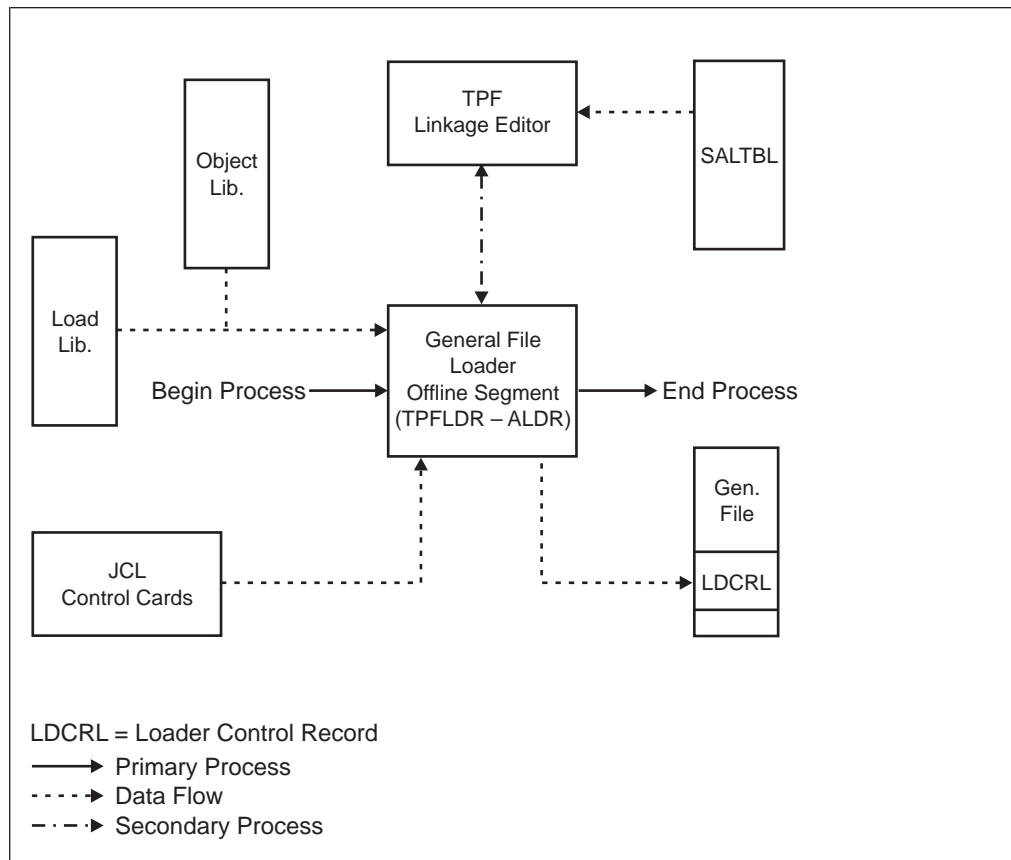 TPF
Linkage Editor
SALTBL
Object
Lib.
Load
Lib.
General File
Loader
Offline Segment
(TPFLDR – ALDR)
Begin Process
End Process
Gen.
File
LDCRL
JCL
Control Cards
LDCRL = Loader Control Record
Primary Process
Data Flow
Secondary Process